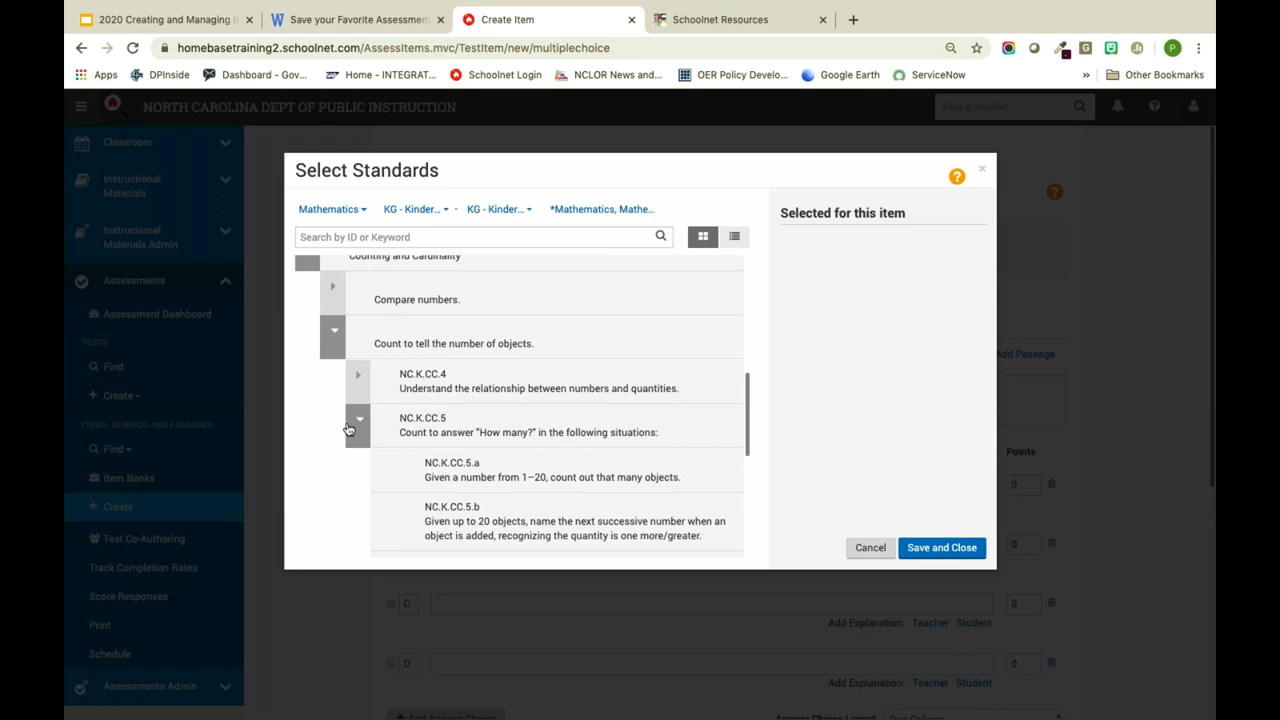 2020 Creating and Managing
Save your Favorite Assessment
Create Item
Schoolnet Resources
homebasetraining2.schoolnet.com/AssessItems.mvc/TestItem/new/multiplechoice
P
Apps
DPInside
Dashboard - Gov...
Home - INTEGRAT...
Schoolnet Login
NCLOR News and...
OER Policy Develo...
Google Earth
ServiceNow
»
Other Bookmarks
NORTH CAROLINA DEPT OF PUBLIC INSTRUCTION
Find a Student
Classroom
Instructional
Materials
Instructional
Materials Admin
Assessments
Assessment Dashboard
TESTS
Find
+ Create
ITEMS, RUBRICS AND PASSAGES
Find
Item Banks
+ Create
Test Co-Authoring
Track Completion Rates
Score Responses
Print
Schedule
Assessments Admin
Select Standards
?
×
Mathematics
KG - Kinder...
-
KG - Kinder...
*Mathematics, Mathe...
Search by ID or Keyword
Counting and Cardinality
Compare numbers.
Count to tell the number of objects.
NC.K.CC.4
Understand the relationship between numbers and quantities.
NC.K.CC.5
Count to answer "How many?" in the following situations:
NC.K.CC.5.a
Given a number from 1–20, count out that many objects.
NC.K.CC.5.b
Given up to 20 objects, name the next successive number when an
object is added, recognizing the quantity is one more/greater.
Selected for this item
Cancel
Save and Close
Add Passage
Points
0
0
C
0
Add Explanation: Teacher Student
D
0
Add Explanation: Teacher Student
+ Add Answer Choice
Answer Choice Layout
One Column